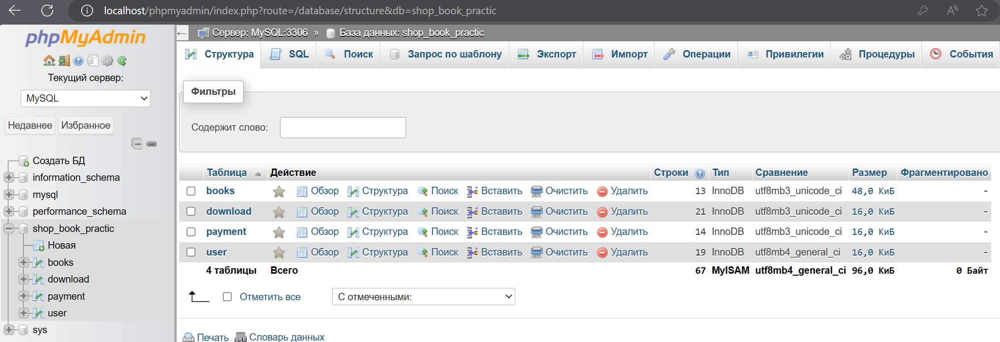 localhost/phpmyadmin/index.php?route=/database/structure&db=shop_book_practic
phpMyAdmin
Текущий сервер:
MySQL
Недавнее Избранное
Создать БД
information_schema
mysql
performance_schema
shop_book_practic
Новая
books
download
payment
user
sys
Сервер: MySQL:3306 » База данных: shop_book_practic
Структура SQL Поиск Запрос по шаблону Экспорт Импорт Операции Привилегии Процедуры События
Фильтры
Содержит слово:
Таблица Действие Строки Тип Сравнение Размер Фрагментировано
books Обзор Структура Поиск Вставить Очистить Удалить 13 InnoDB utf8mb3_unicode_ci 48,0 КиБ -
download Обзор Структура Поиск Вставить Очистить Удалить 21 InnoDB utf8mb3_unicode_ci 16,0 КиБ -
payment Обзор Структура Поиск Вставить Очистить Удалить 14 InnoDB utf8mb3_unicode_ci 16,0 КиБ -
user Обзор Структура Поиск Вставить Очистить Удалить 19 InnoDB utf8mb4_general_ci 16,0 КиБ -
4 таблицы Всего 67 MyISAM utf8mb4_general_ci 96,0 КиБ 0 Байт
Отметить все С отмеченными:
Печать Словарь данных